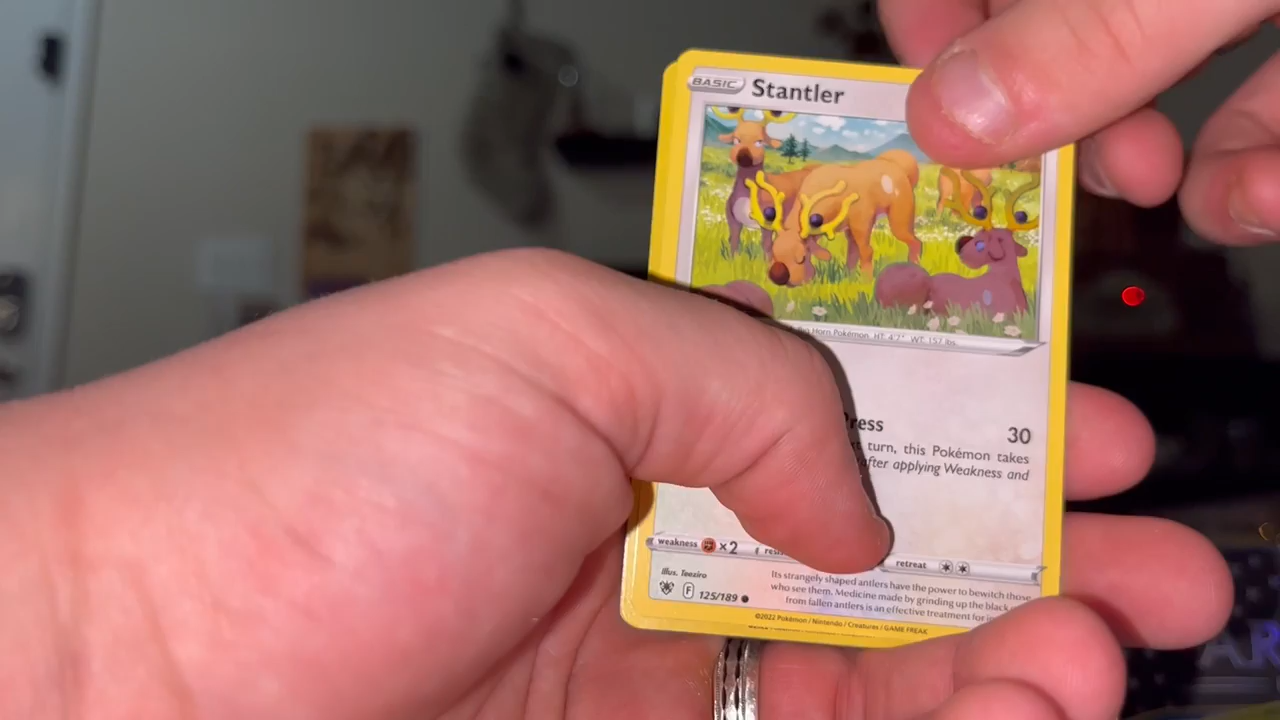 BASIC Stantler
Horn Pokémon HT: 4'7" WT: 157 lbs.
Press 30
turn, this Pokémon takes
after applying Weakness and
weakness ×2 resis retreat
Illus. Teeziro
F 125/189
Its strangely shaped antlers have the power to bewitch those
who see them. Medicine made by grinding up the black
from fallen antlers is an effective treatment for
©2022 Pokémon / Nintendo / Creatures / GAME FREAK
AR